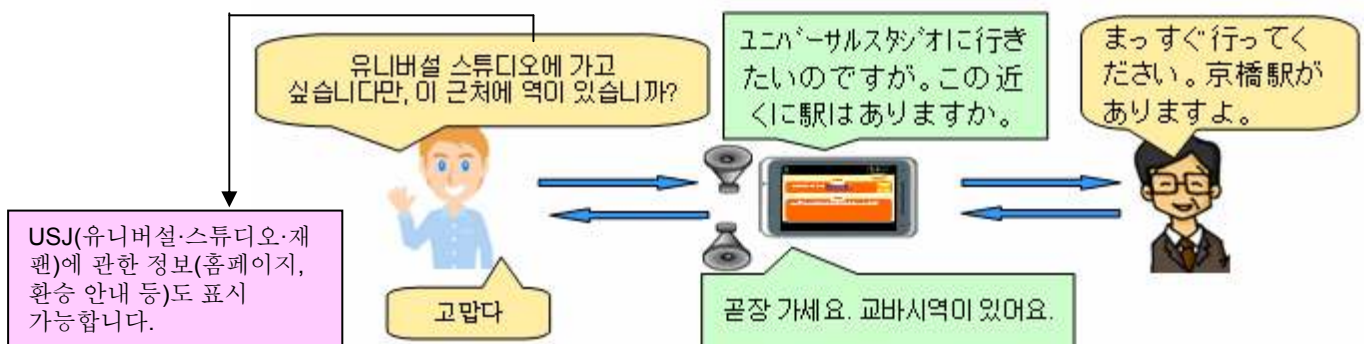 유니버설 스튜디오에 가고
싶습니다만, 이 근처에 역이 있습니까?
ユニバーサルスタジオに行き
たいのですが。この近
くに駅はありますか。
まっすぐ行ってく
ださい。京橋駅が
ありますよ。
USJ(유니버설·스튜디오·재
팬)에 관한 정보(홈페이지,
환승 안내 등)도 표시
가능합니다.
고맙다
곧장 가세요. 교바시역이 있어요.